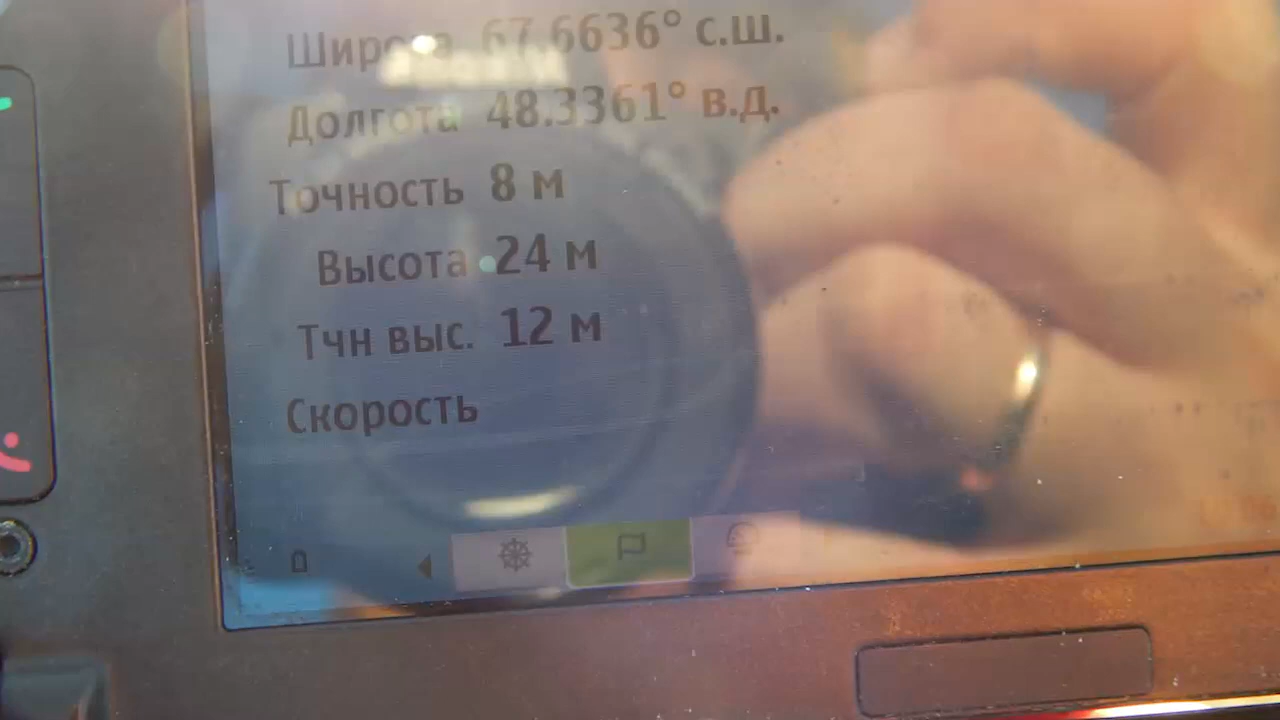 Широта 67.6636° с.ш.
Долгота 48.3361° в.д.
Точность 8 м
Высота 24 м
Тчн выс. 12 м
Скорость